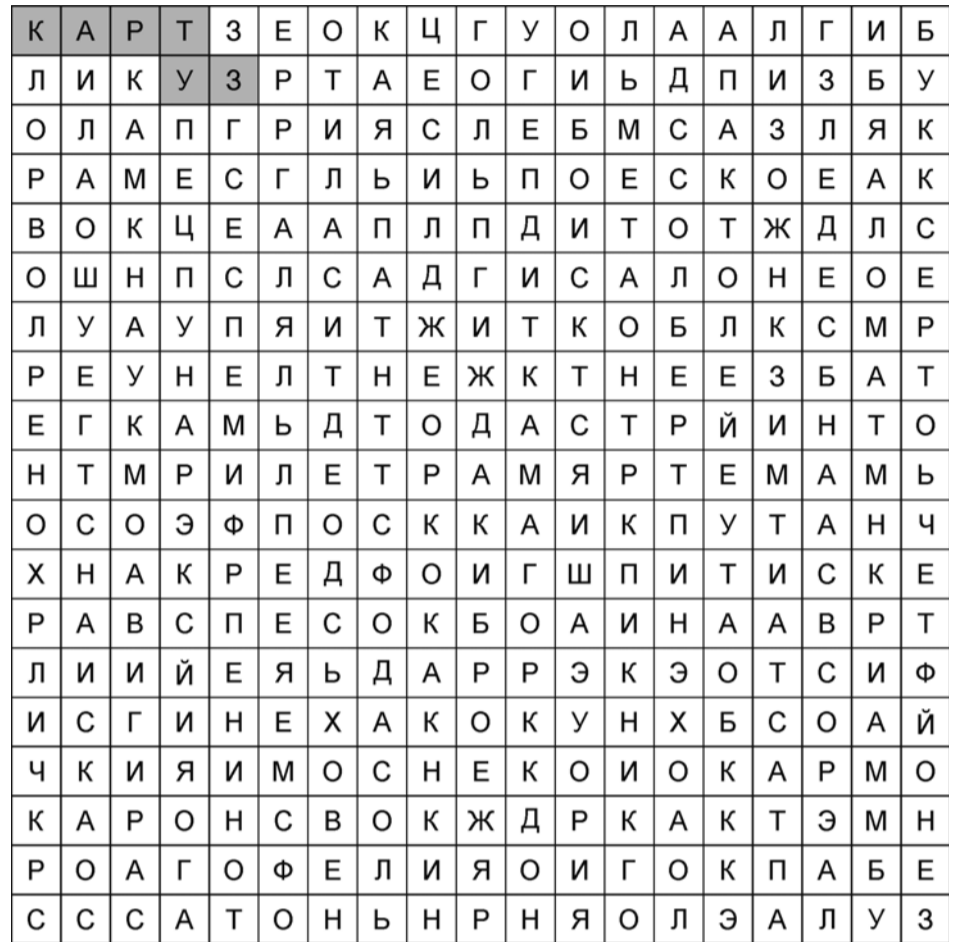 К А Р Т З Е О К Ц Г У О Л А А Л Г И Б
Л И К У З Р Т А Е О Г И Ь Д П И З Б У
О Л А П Г Р И Я С Л Е Б М С А З Л Я К
Р А М Е С Г Л Ь И Ь П О Е С К О Е А К
В О К Ц Е А А П Л П Д И Т О Т Ж Д Л С
О Ш Н П С Л С А Д Г И С А Л О Н Е О Е
Л У А У П Я И Т Ж И Т К О Б Л К С М Р
Р Е У Н Е Л Т Н Е Ж К Т Н Е Е З Б А Т
Е Г К А М Ь Д Т О Д А С Т Р Й И Н Т О
Н Т М Р И Л Е Т Р А М Я Р Т Е М А М Ь
О С О Э Ф П О С К К А И К П У Т А Н Ч
Х Н А К Р Е Д Ф О И Г Ш П И Т И С К Е
Р А В С П Е С О К Б О А И Н А А В Р Т
Л И И Й Е Я Ь Д А Р Р Э К Э О Т С И Ф
И С Г И Н Е Х А К О К У Н Х Б С О А Й
Ч К И Я И М О С Н Е К О И О К А Р М О
К А Р О Н С В О К Ж Д Р К А К Т Э М Н
Р О А Г О Ф Е Л И Я О И Г О К П А Б Е
С С С А Т О Н Ь Н Р Н Я О Л Э А Л У З